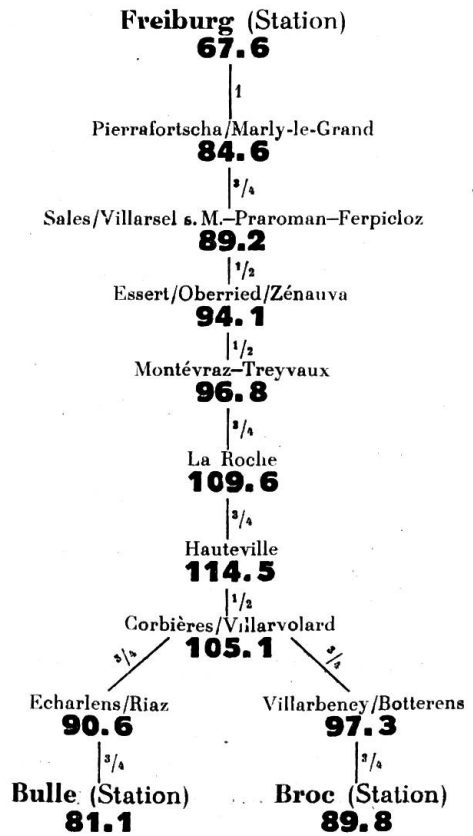 Freiburg (Station)
67.6
1
Pierrafortscha/Marly-le-Grand
84.6
3/4
Sales/Villarsel s. M.–Praroman–Ferpicloz
89.2
1/2
Essert/Oberried/Zénauva
94.1
1/2
Montévraz–Treyvaux
96.8
3/4
La Roche
109.6
3/4
Hauteville
114.5
1/2
Corbières/Villarvolard
105.1
3/4 3/4
Echarlens/Riaz Villarbeney/Botterens
90.6 97.3
3/4 3/4
Bulle (Station) Broc (Station)
81.1 89.8